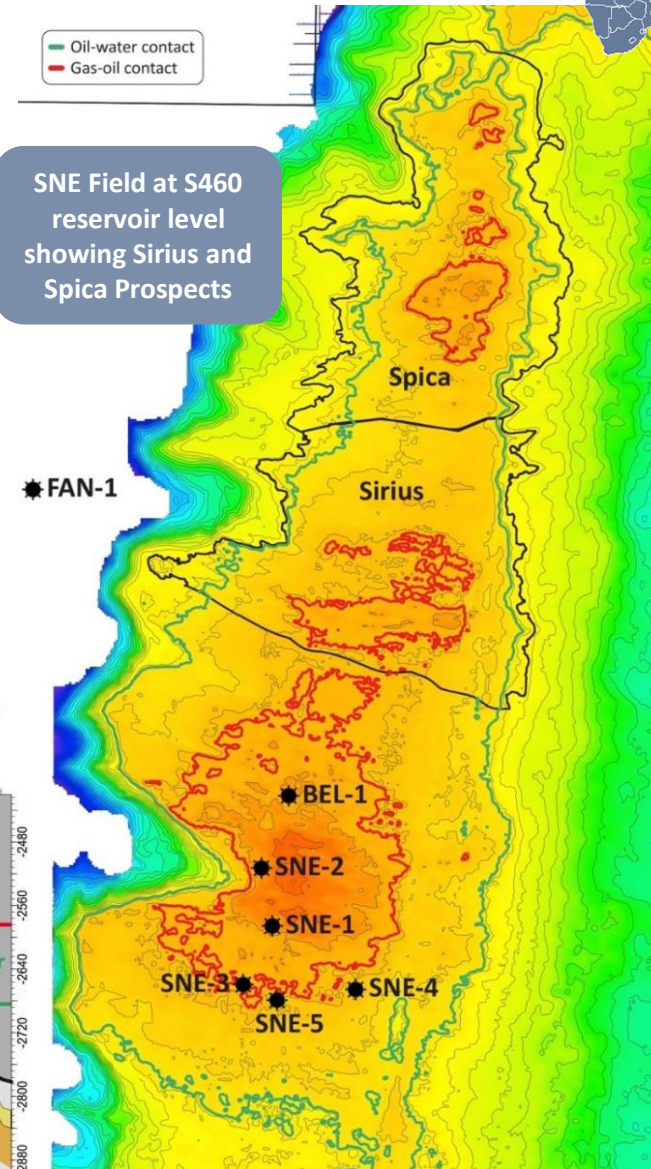 Oil-water contact
Gas-oil contact
SNE Field at S460
reservoir level
showing Sirius and
Spica Prospects
Spica
Sirius
FAN-1
BEL-1
SNE-2
SNE-1
SNE-3
SNE-4
SNE-5
-2480
-2560
-2640
-2720
-2800
-2880